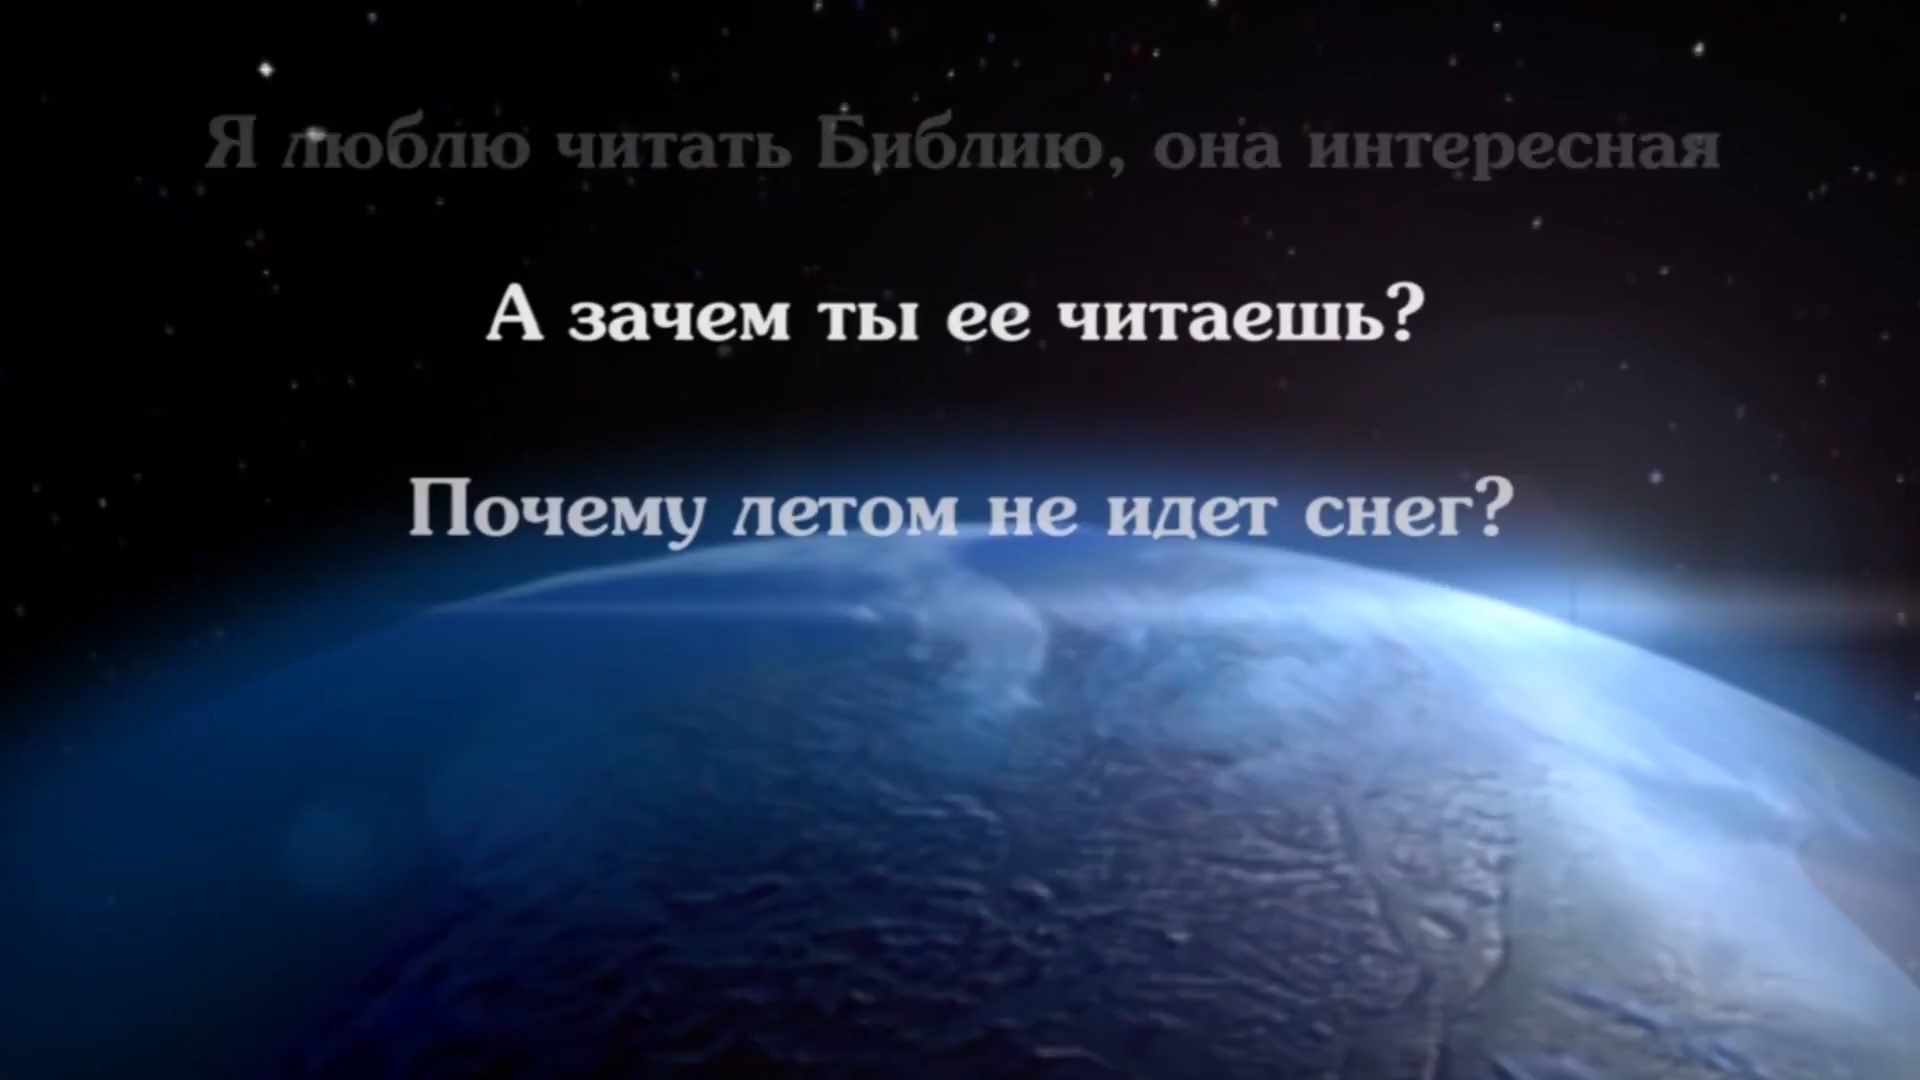 Я люблю читать Библию, она интересная
А зачем ты ее читаешь?
Почему летом не идет снег?